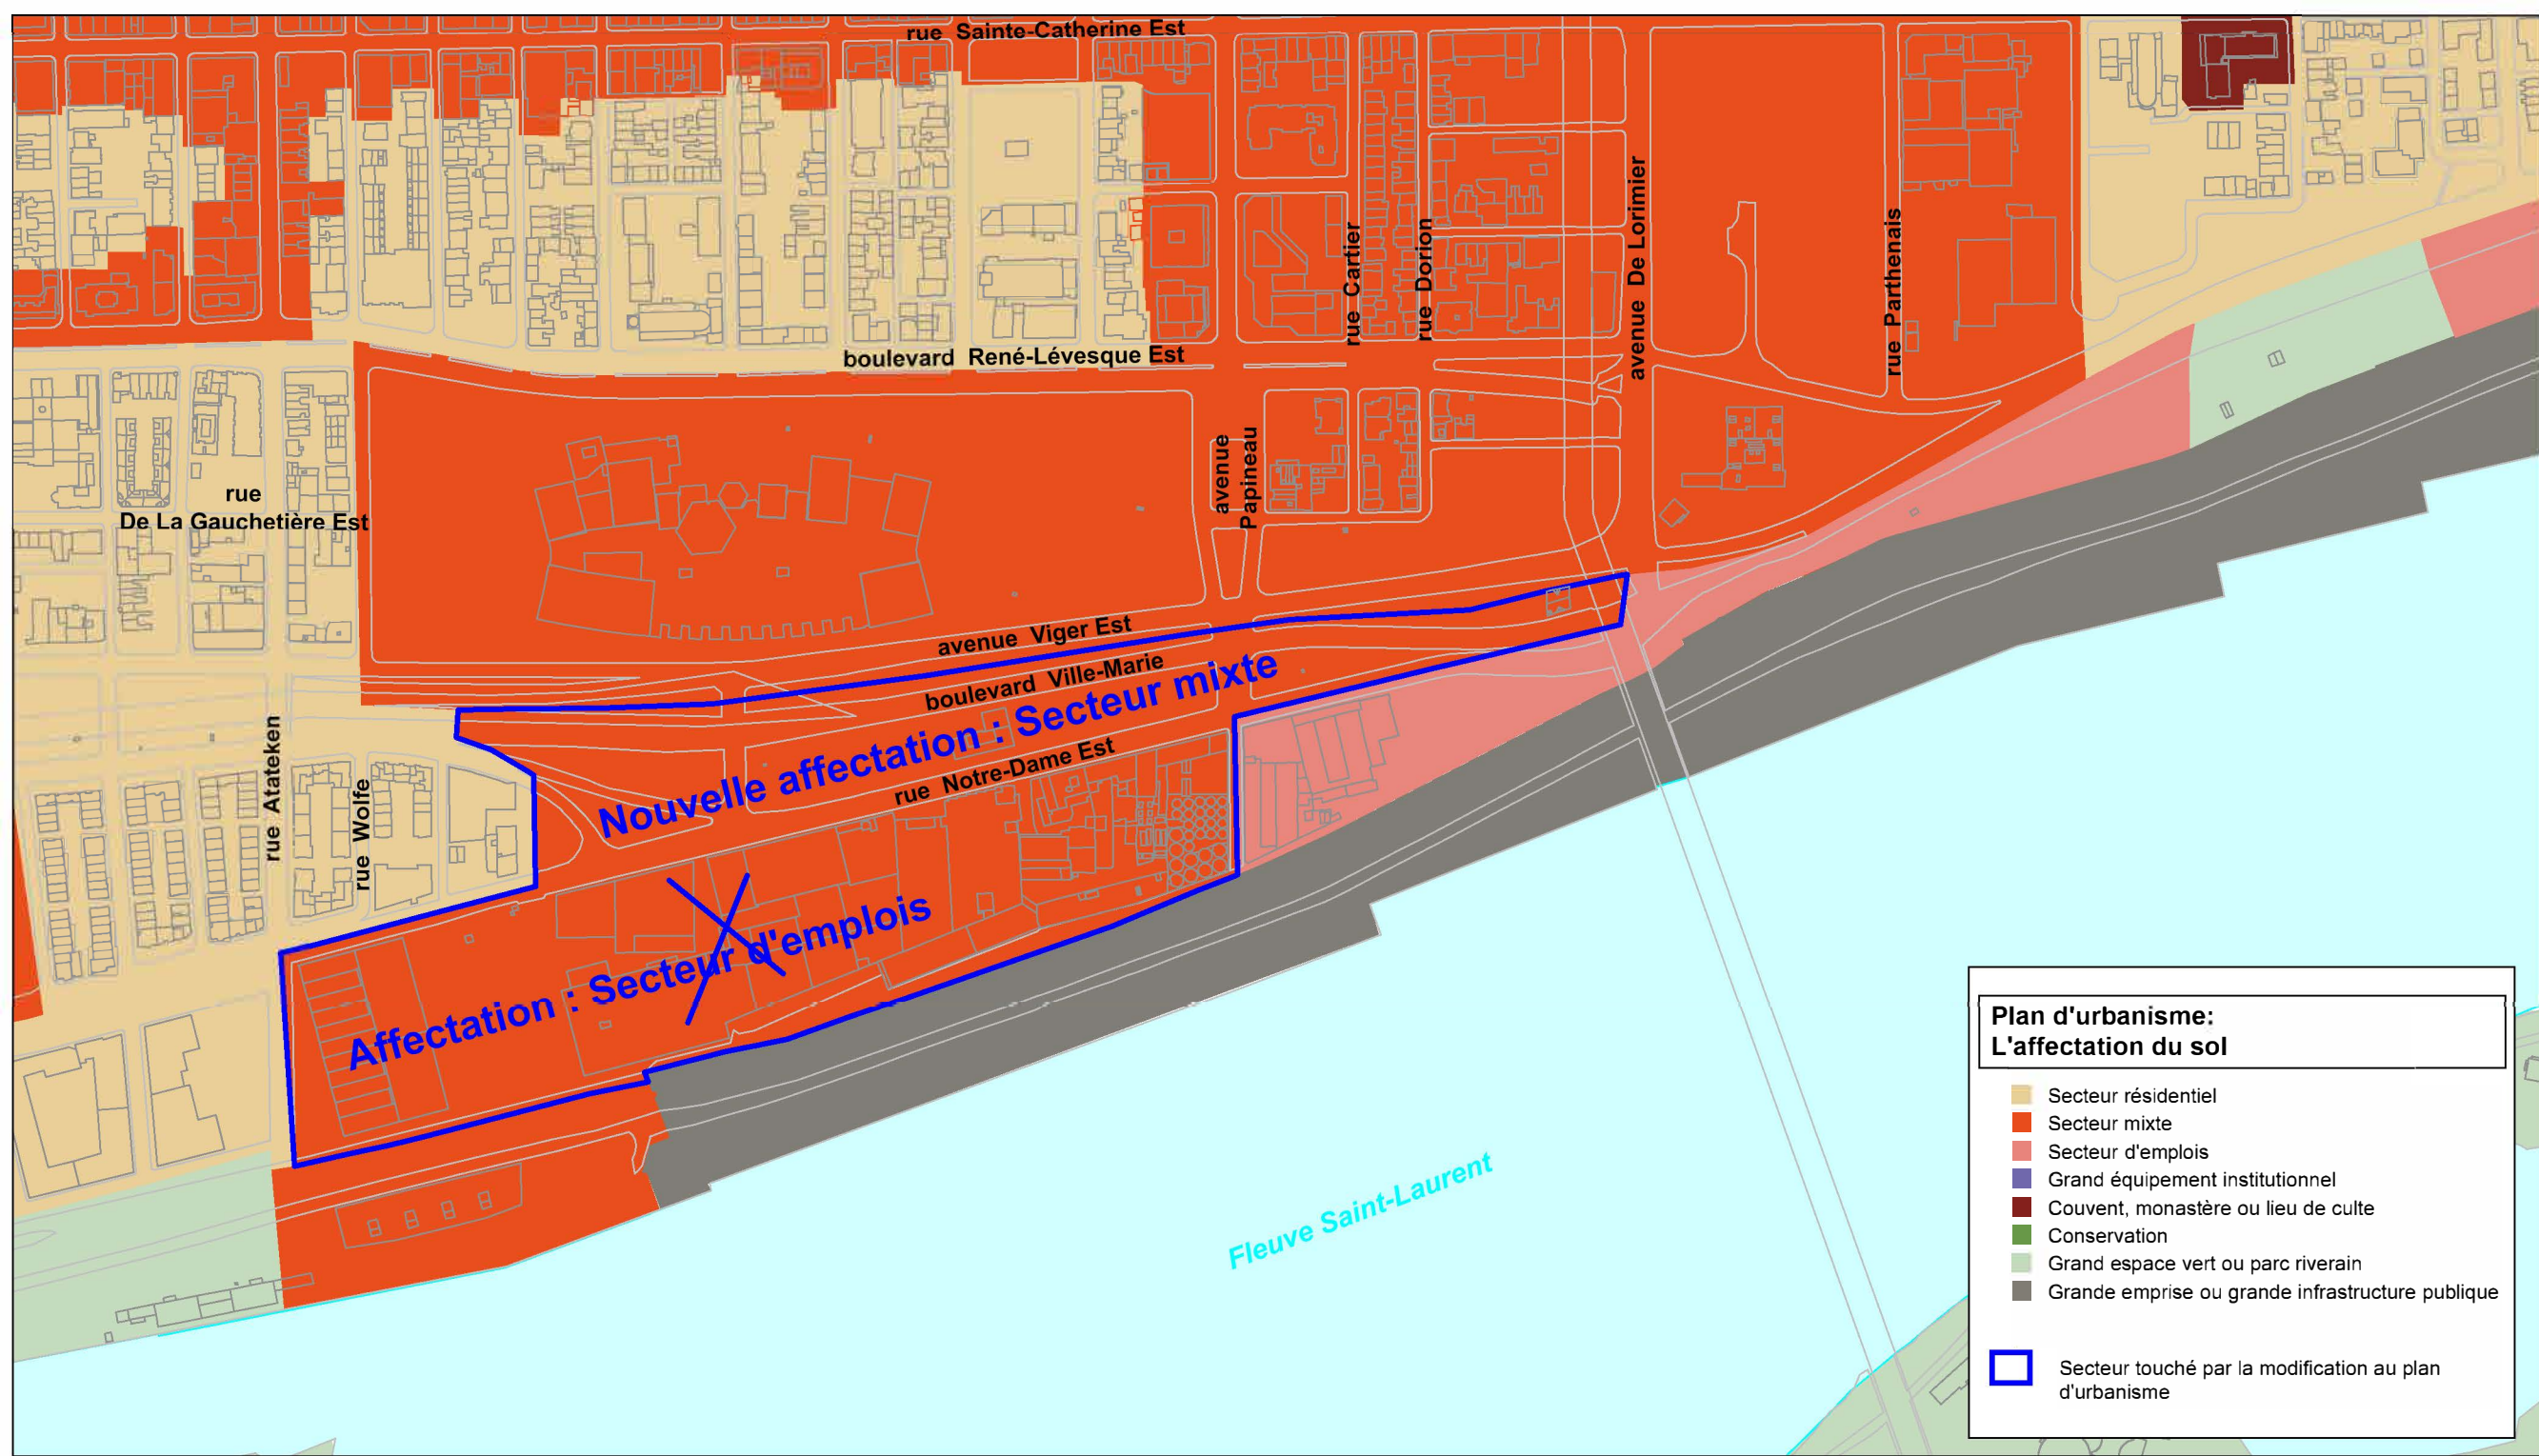 rue Sainte-Catherine Est
rue Cartier
rue Dorion
avenue De Lorimier
rue Parthenais
boulevard René-Lévesque Est
avenue
Papineau
rue
De La Gauchetière Est
avenue Viger Est
boulevard Ville-Marie
Nouvelle affectation : Secteur mixte
rue Notre-Dame Est
rue Atateken
rue Wolfe
Affectation : Secteur d'emplois
Fleuve Saint-Laurent
Plan d'urbanisme:
L'affectation du sol
Secteur résidentiel
Secteur mixte
Secteur d'emplois
Grand équipement institutionnel
Couvent, monastère ou lieu de culte
Conservation
Grand espace vert ou parc riverain
Grande emprise ou grande infrastructure publique
Secteur touché par la modification au plan
d'urbanisme